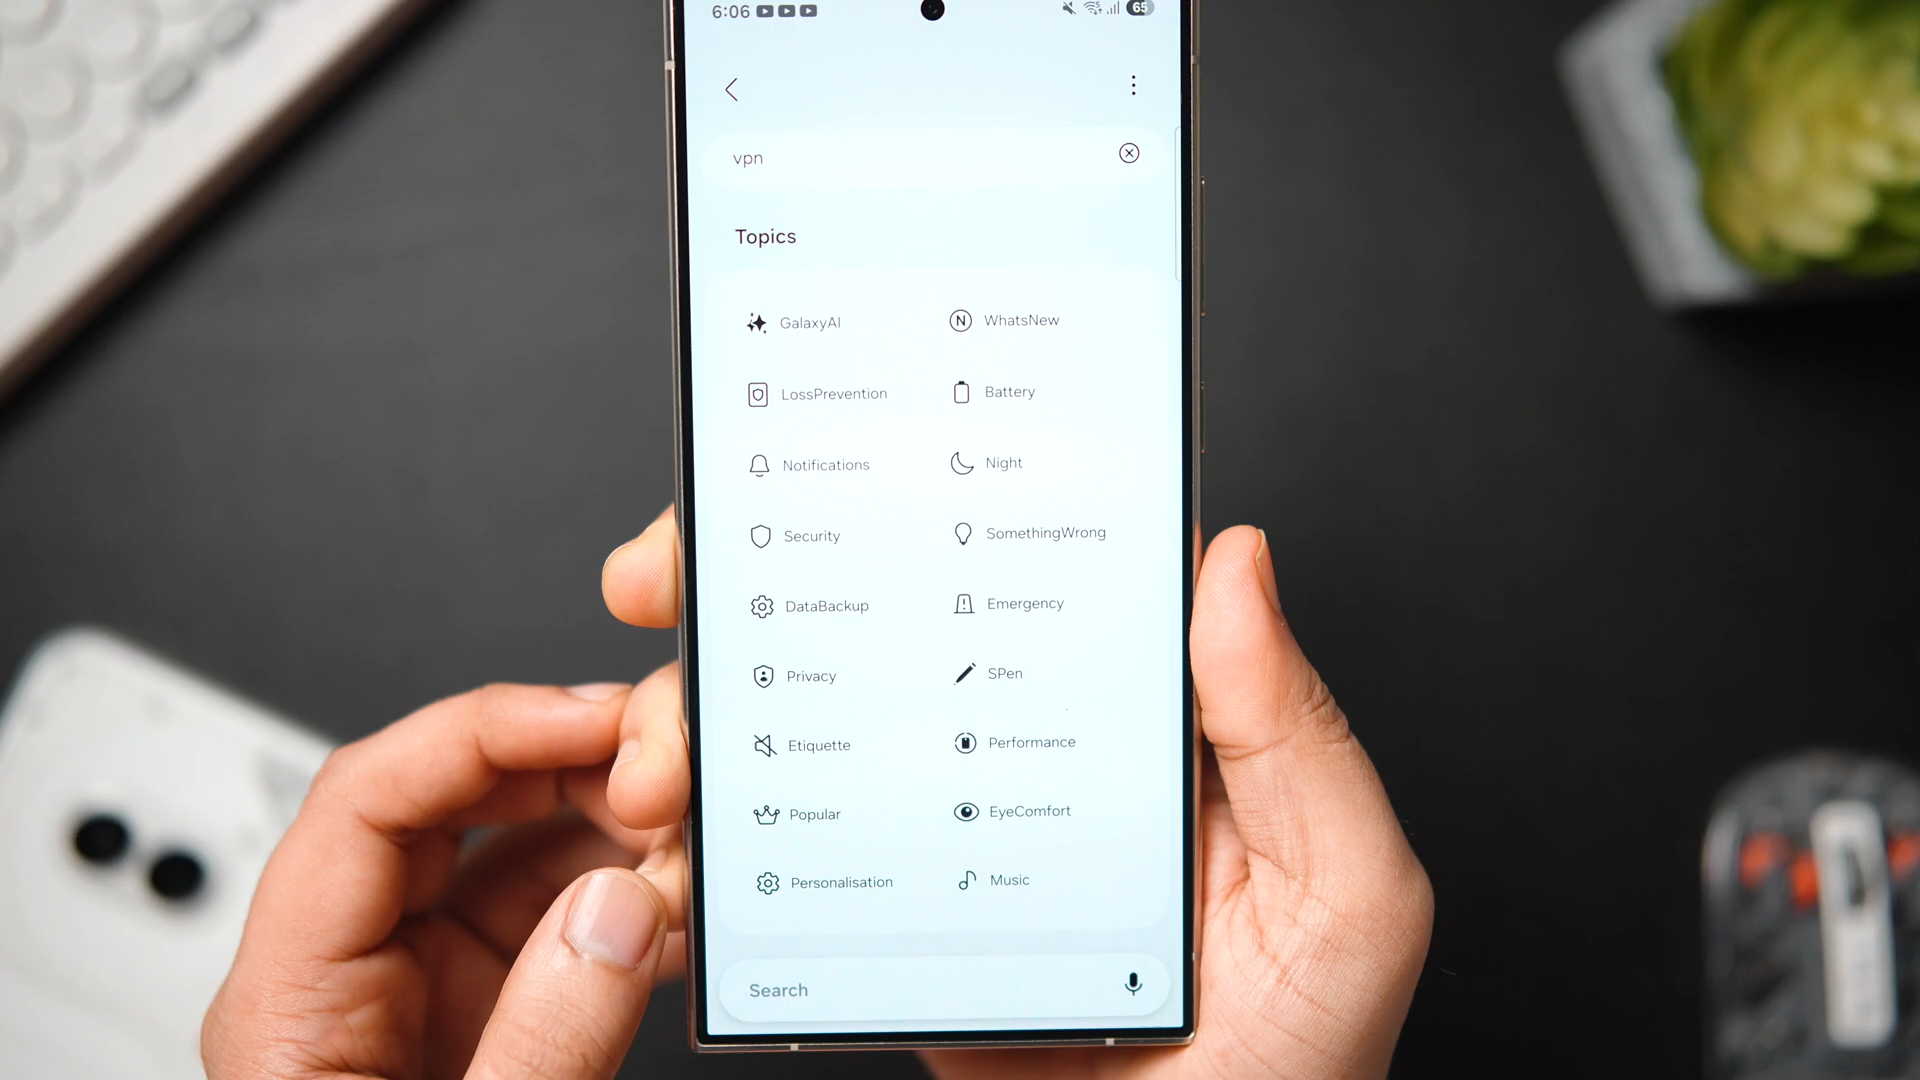 6:06 65
vpn
Topics
GalaxyAI
N WhatsNew
LossPrevention
Battery
Notifications
Night
Security
SomethingWrong
DataBackup
Emergency
Privacy
SPen
Etiquette
Performance
Popular
EyeComfort
Personalisation
Music
Search